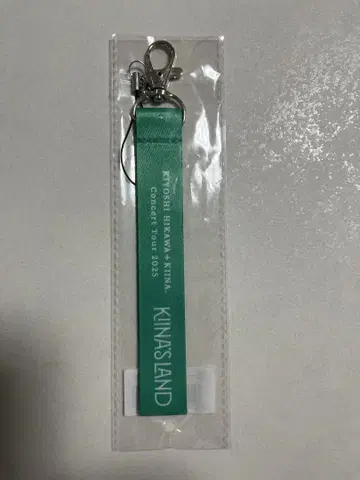 KIYOSHI HIKAWA+KIINA.
Concert Tour 2025
KIINA'S LAND